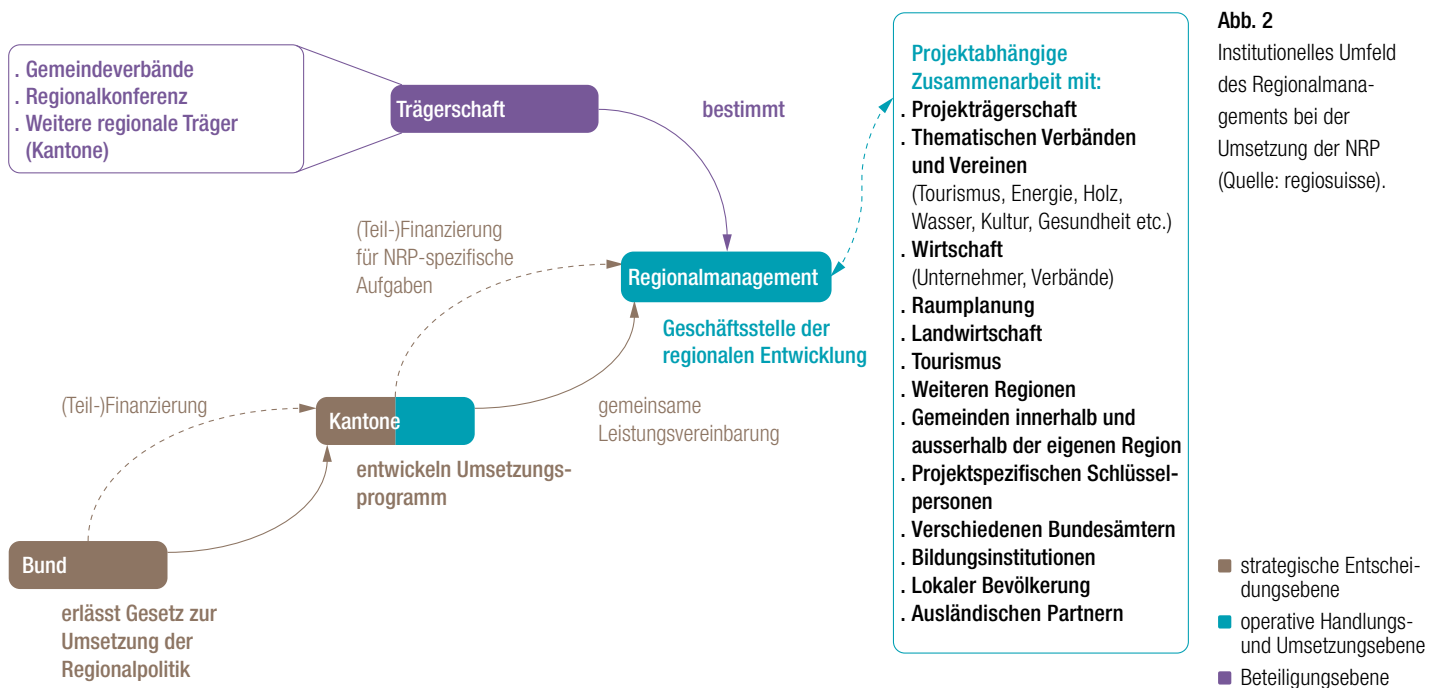 . Gemeindeverbände
. Regionalkonferenz
. Weitere regionale Träger
(Kantone)
Trägerschaft
bestimmt
(Teil-)Finanzierung
für NRP-spezifische
Aufgaben
Regionalmanagement
Geschäftsstelle der
regionalen Entwicklung
(Teil-)Finanzierung
Kantone
entwickeln Umsetzungs-
programm
gemeinsame
Leistungsvereinbarung
Bund
erlässt Gesetz zur
Umsetzung der
Regionalpolitik
Projektabhängige
Zusammenarbeit mit:
. Projekträgerschaft
. Thematischen Verbänden
und Vereinen
(Tourismus, Energie, Holz,
Wasser, Kultur, Gesundheit etc.)
. Wirtschaft
(Unternehmer, Verbände)
. Raumplanung
. Landwirtschaft
. Tourismus
. Weiteren Regionen
. Gemeinden innerhalb und
ausserhalb der eigenen Region
. Projektspezifischen Schlüssel-
personen
. Verschiedenen Bundesämtern
. Bildungsinstitutionen
. Lokaler Bevölkerung
. Ausländischen Partnern
Abb. 2
Institutionelles Umfeld
des Regionalmana-
gements bei der
Umsetzung der NRP
(Quelle: regiosuisse).
strategische Entschei-
dungsebene
operative Handlungs-
und Umsetzungsebene
Beteiligungsebene